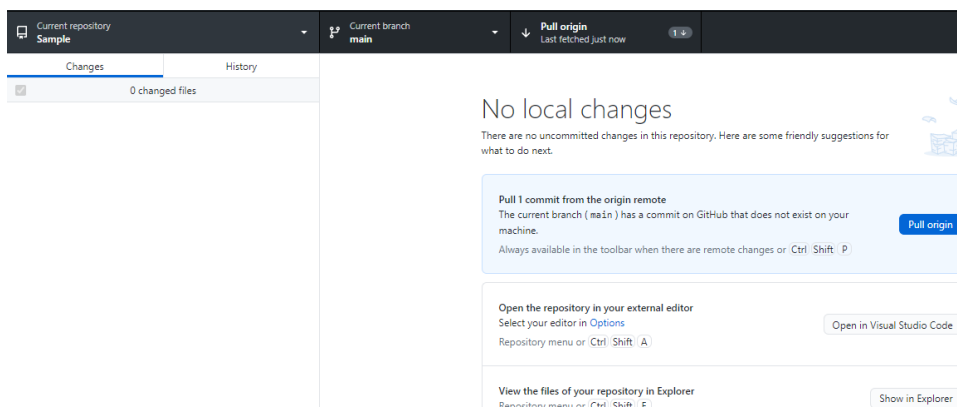 Current repository
Sample
Current branch
main
Pull origin
Last fetched just now
1
Changes
History
0 changed files
No local changes
There are no uncommitted changes in this repository. Here are some friendly suggestions for
what to do next.
Pull 1 commit from the origin remote
The current branch (main) has a commit on GitHub that does not exist on your
machine.
Always available in the toolbar when there are remote changes or Ctrl Shift P
Pull origin
Open the repository in your external editor
Select your editor in Options
Repository menu or Ctrl Shift A
Open in Visual Studio Code
View the files of your repository in Explorer
Repository menu or Ctrl Shift F
Show in Explorer